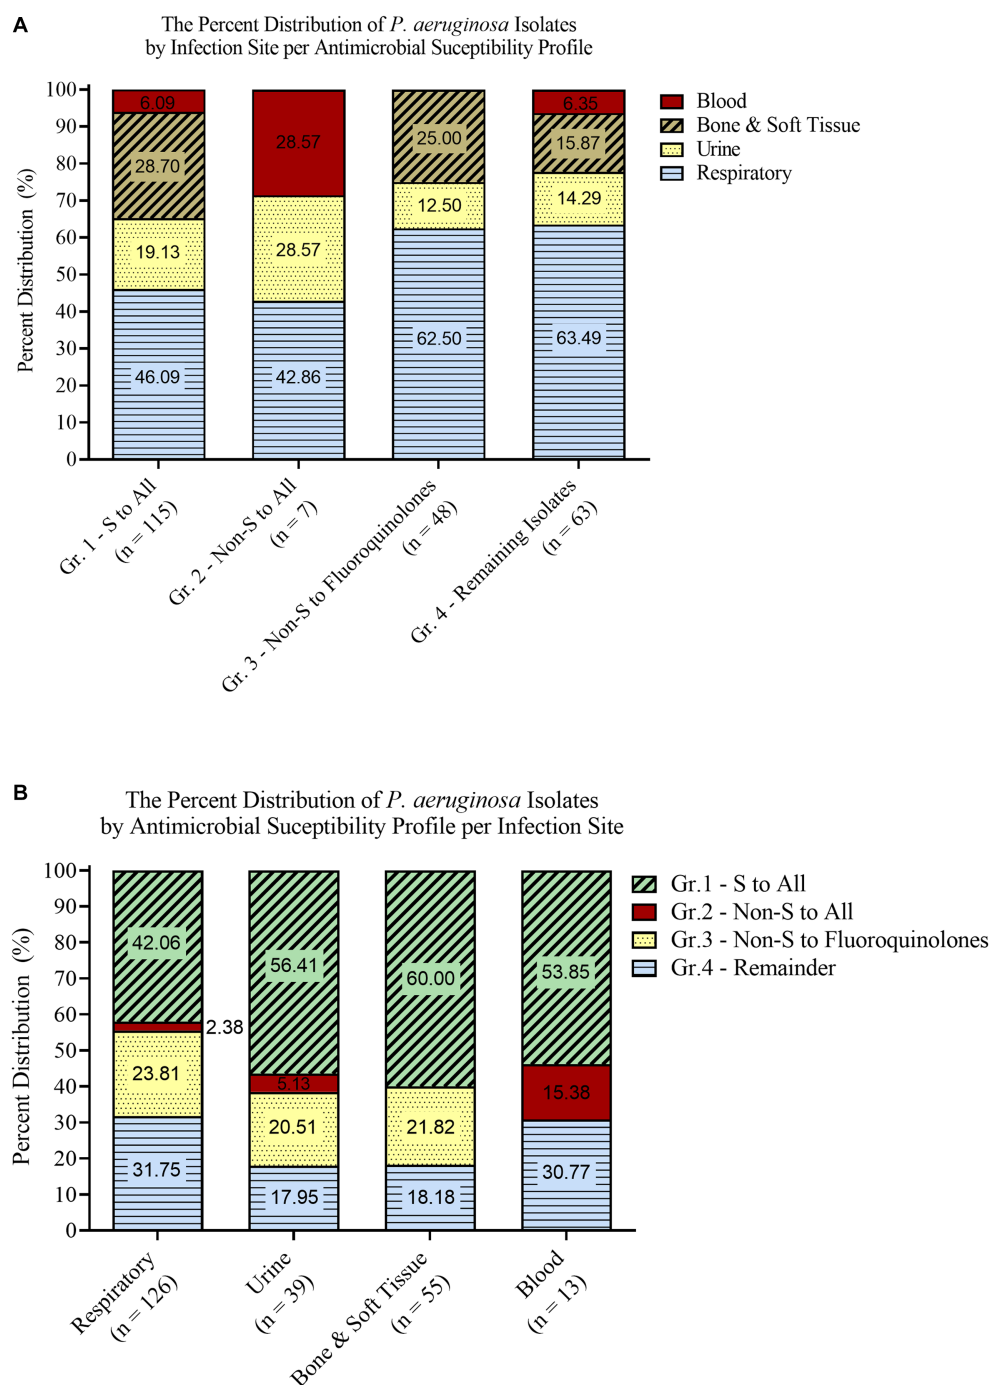 A
The Percent Distribution of P. aeruginosa Isolates
by Infection Site per Antimicrobial Suceptibility Profile
Percent Distribution (%)
100
90
80
70
60
50
40
30
20
10
0
6.09
28.70
19.13
46.09
28.57
28.57
42.86
25.00
12.50
62.50
6.35
15.87
14.29
63.49
Blood
Bone & Soft Tissue
Urine
Respiratory
Gr. 1 - S to All
(n = 115)
Gr. 2 - Non-S to All
(n = 7)
Gr. 3 - Non-S to Fluoroquinolones
(n = 48)
Gr. 4 - Remaining Isolates
(n = 63)
B
The Percent Distribution of P. aeruginosa Isolates
by Antimicrobial Suceptibility Profile per Infection Site
Percent Distribution (%)
100
90
80
70
60
50
40
30
20
10
0
42.06
2.38
23.81
31.75
56.41
5.13
20.51
17.95
60.00
21.82
18.18
53.85
15.38
30.77
Gr.1 - S to All
Gr.2 - Non-S to All
Gr.3 - Non-S to Fluoroquinolones
Gr.4 - Remainder
Respiratory
(n = 126)
Urine
(n = 39)
Bone & Soft Tissue
(n = 55)
Blood
(n = 13)